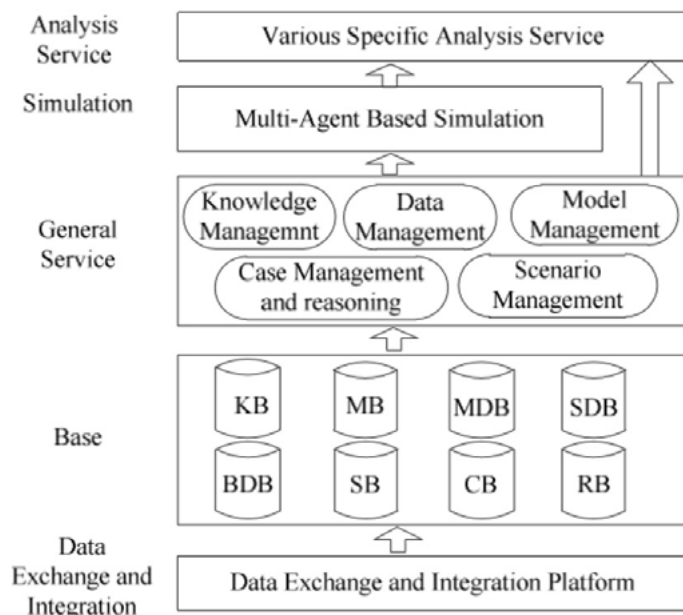 Analysis
Service
Various Specific Analysis Service
Simulation
Multi-Agent Based Simulation
General
Service
Knowledge
Managemnt
Data
Management
Model
Management
Case Management
and reasoning
Scenario
Management
Base
KB
MB
MDB
SDB
BDB
SB
CB
RB
Data
Exchange and
Integration
Data Exchange and Integration Platform